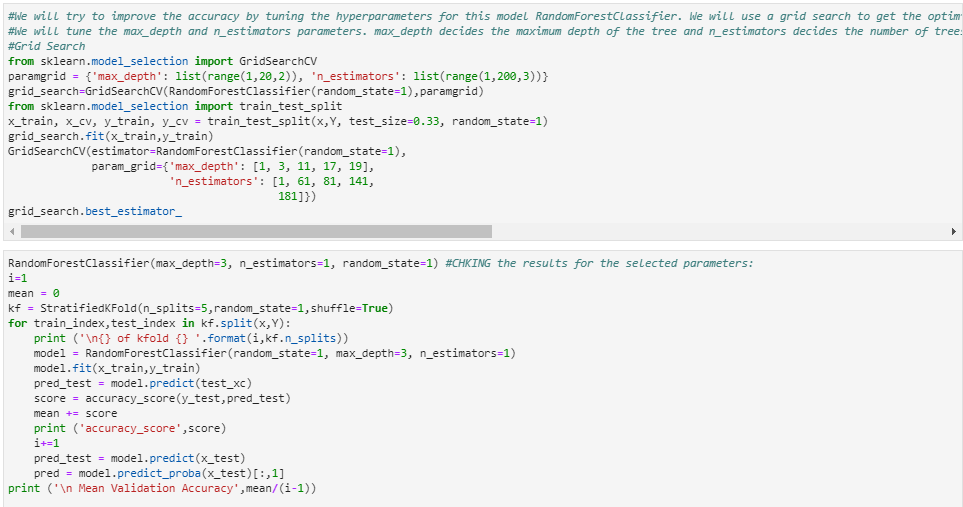 #We will try to improve the accuracy by tuning the hyperparameters for this model RandomForestClassifier. We will use a grid search to get the optim
#We will tune the max_depth and n_estimators parameters. max_depth decides the maximum depth of the tree and n_estimators decides the number of tree
#Grid Search
from sklearn.model_selection import GridSearchCV
paramgrid = {'max_depth': list(range(1,20,2)), 'n_estimators': list(range(1,200,3))}
grid_search=GridSearchCV(RandomForestClassifier(random_state=1),paramgrid)
from sklearn.model_selection import train_test_split
x_train, x_cv, y_train, y_cv = train_test_split(x,Y, test_size=0.33, random_state=1)
grid_search.fit(x_train,y_train)
GridSearchCV(estimator=RandomForestClassifier(random_state=1),
             param_grid={'max_depth': [1, 3, 11, 17, 19],
                         'n_estimators': [1, 61, 81, 141,
                                          181]})
grid_search.best_estimator_
RandomForestClassifier(max_depth=3, n_estimators=1, random_state=1) #CHKING the results for the selected parameters:
i=1
mean = 0
kf = StratifiedKFold(n_splits=5,random_state=1,shuffle=True)
for train_index,test_index in kf.split(x,Y):
    print ('\n{} of kfold {} '.format(i,kf.n_splits))
    model = RandomForestClassifier(random_state=1, max_depth=3, n_estimators=1)
    model.fit(x_train,y_train)
    pred_test = model.predict(test_xc)
    score = accuracy_score(y_test,pred_test)
    mean += score
    print ('accuracy_score',score)
    i+=1
    pred_test = model.predict(x_test)
    pred = model.predict_proba(x_test)[:,1]
print ('\n Mean Validation Accuracy',mean/(i-1))